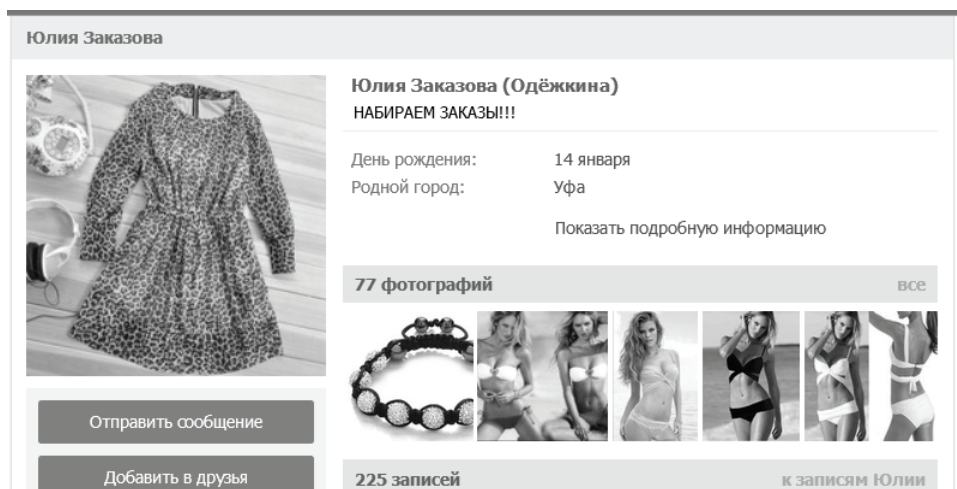 Юлия Заказова
Юлия Заказова (Одёжкина)
НАБИРАЕМ ЗАКАЗЫ!!!
День рождения: 14 января
Родной город: Уфа
Показать подробную информацию
77 фотографий все
Отправить сообщение
Добавить в друзья
225 записей к записям Юлии